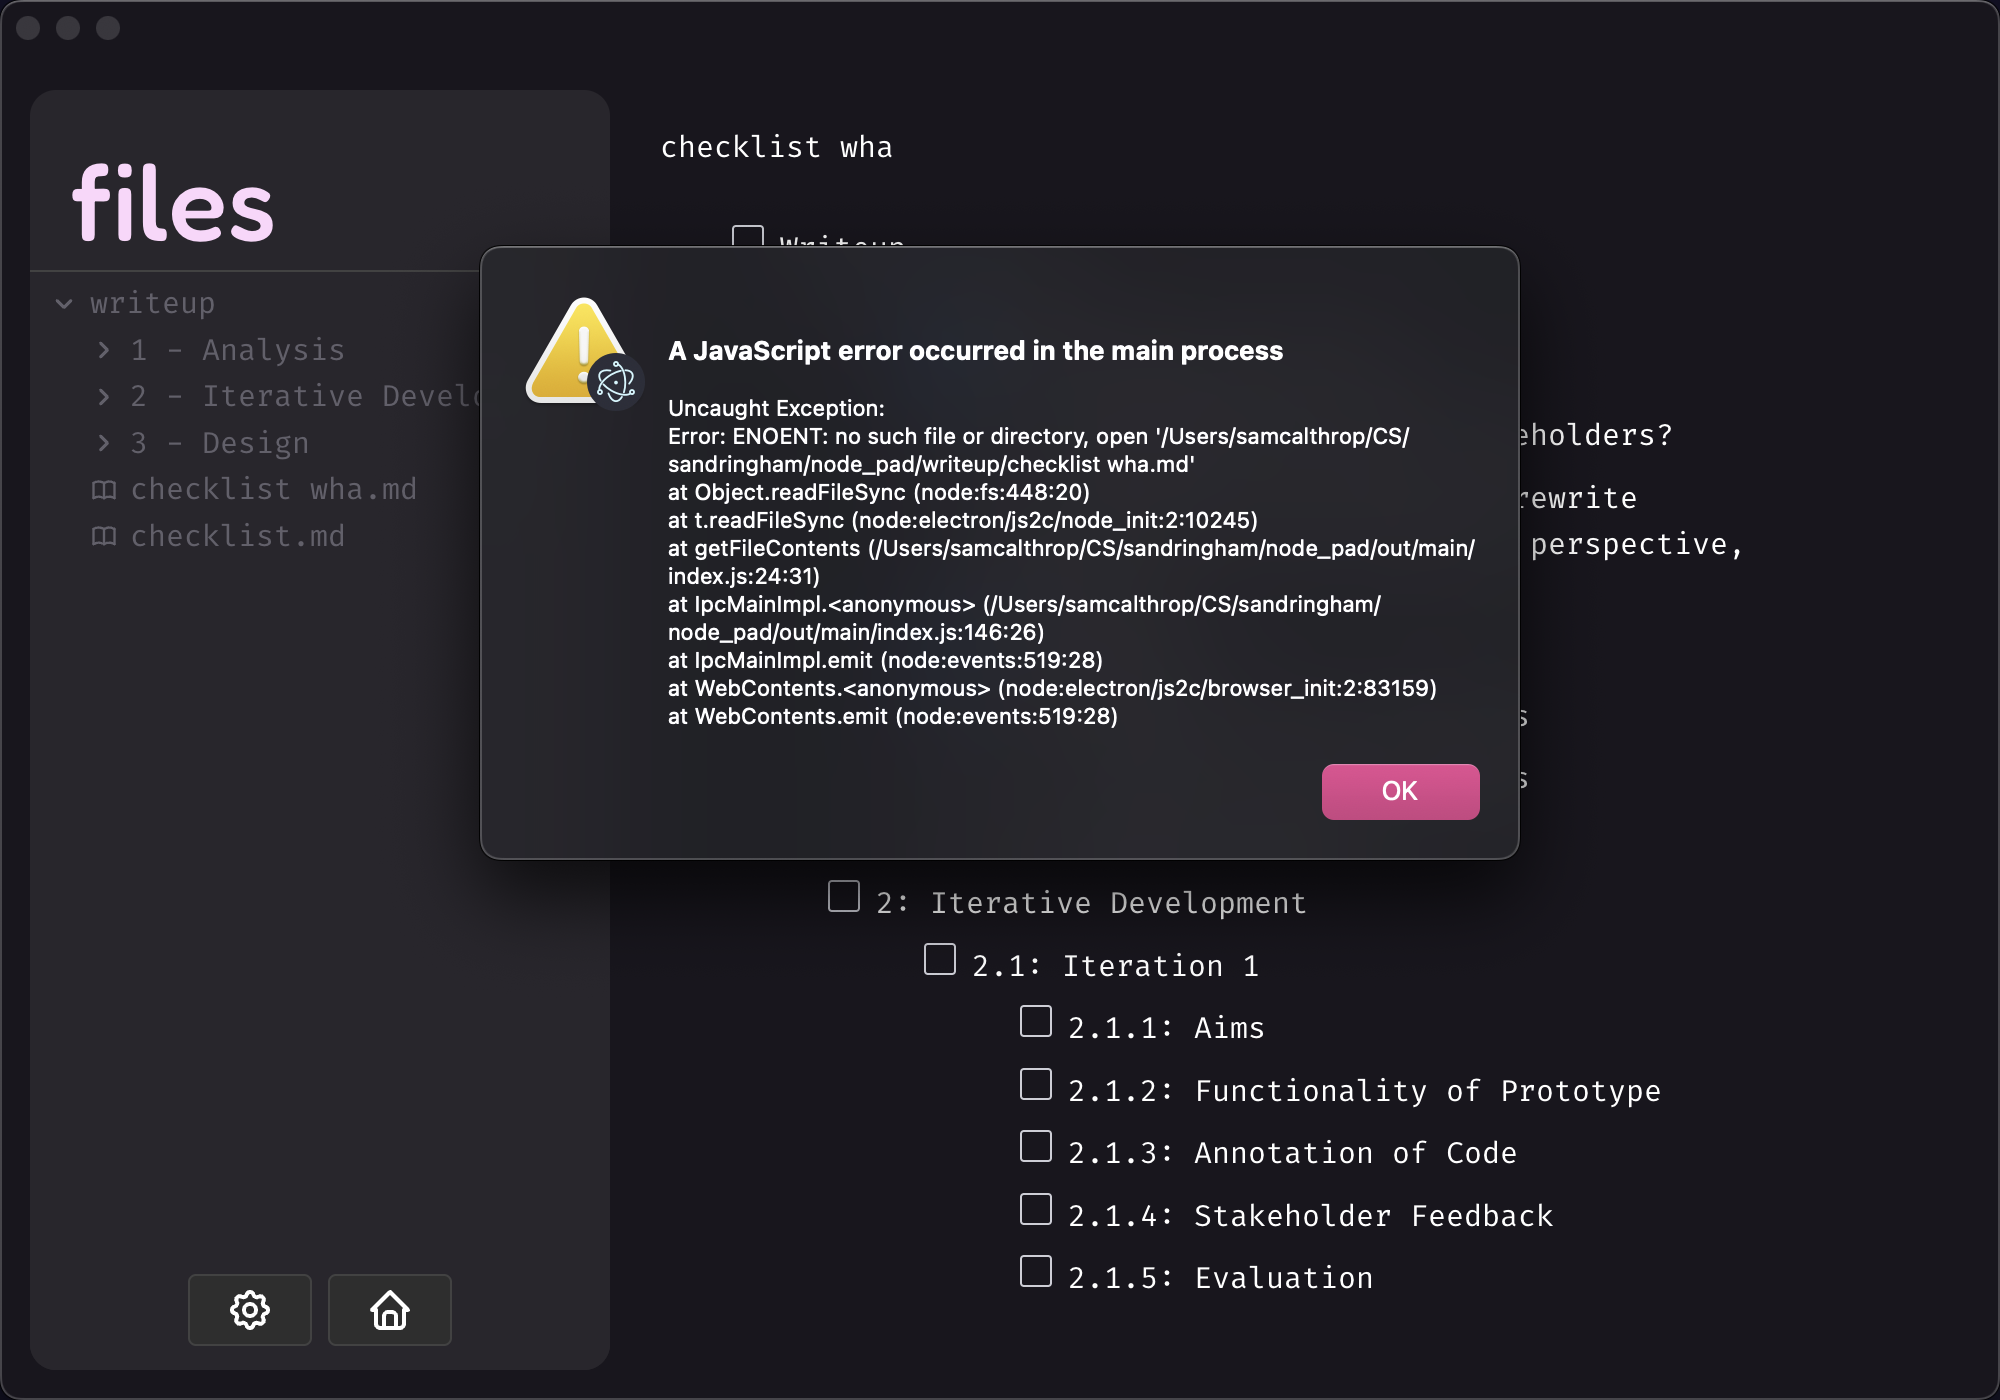 files
writeup
1 - Analysis
2 - Iterative Develo
3 - Design
checklist wha.md
checklist.md
checklist wha
Writeup
A JavaScript error occurred in the main process
Uncaught Exception:
Error: ENOENT: no such file or directory, open '/Users/samcalthrop/CS/
sandringham/node_pad/writeup/checklist wha.md'
at Object.readFileSync (node:fs:448:20)
at t.readFileSync (node:electron/js2c/node_init:2:10245)
at getFileContents (/Users/samcalthrop/CS/sandringham/node_pad/out/main/
index.js:24:31)
at IpcMainImpl.<anonymous> (/Users/samcalthrop/CS/sandringham/
node_pad/out/main/index.js:146:26)
at IpcMainImpl.emit (node:events:519:28)
at WebContents.<anonymous> (node:electron/js2c/browser_init:2:83159)
at WebContents.emit (node:events:519:28)
OK
eholders?
rewrite
perspective,
s
s
2: Iterative Development
2.1: Iteration 1
2.1.1: Aims
2.1.2: Functionality of Prototype
2.1.3: Annotation of Code
2.1.4: Stakeholder Feedback
2.1.5: Evaluation